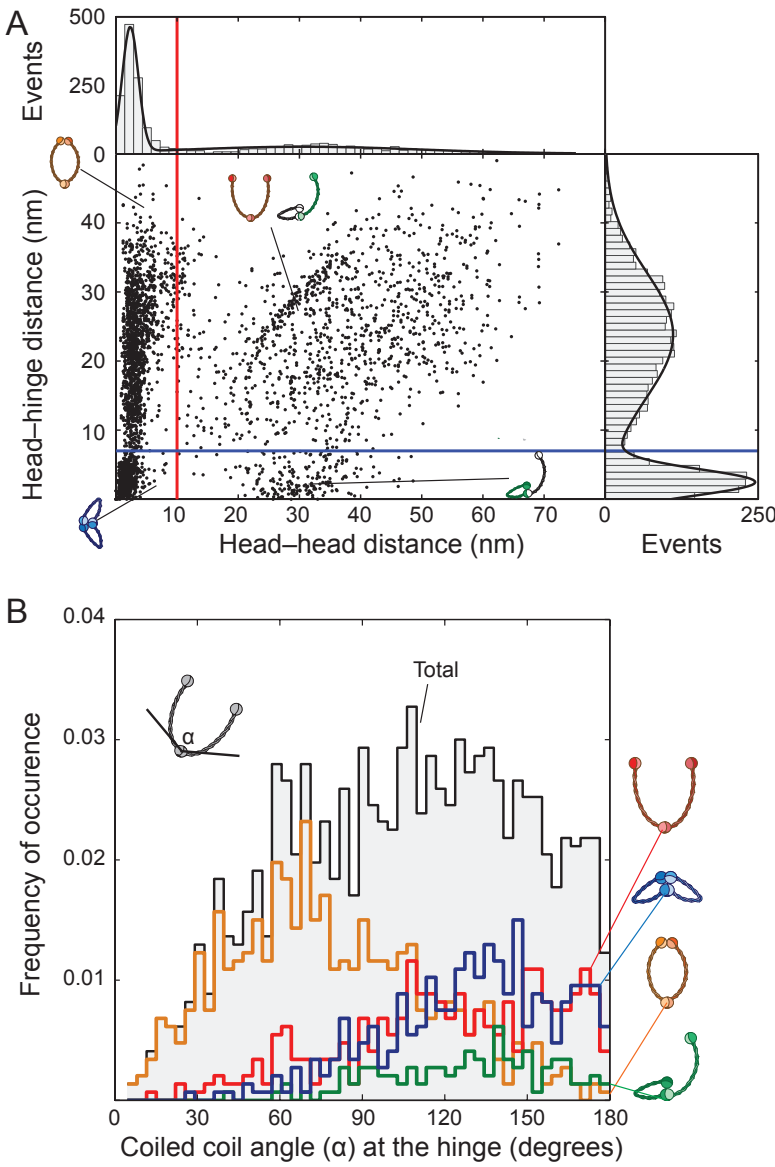 A
500
250
0
Events
Head–hinge distance (nm)
40
30
20
10
10 20 30 40 50 60 70
Head–head distance (nm)
0 250
Events
B
0.04
0.03
0.02
0.01
Frequency of occurence
α
Total
0 30 60 90 120 150 180
Coiled coil angle (α) at the hinge (degrees)